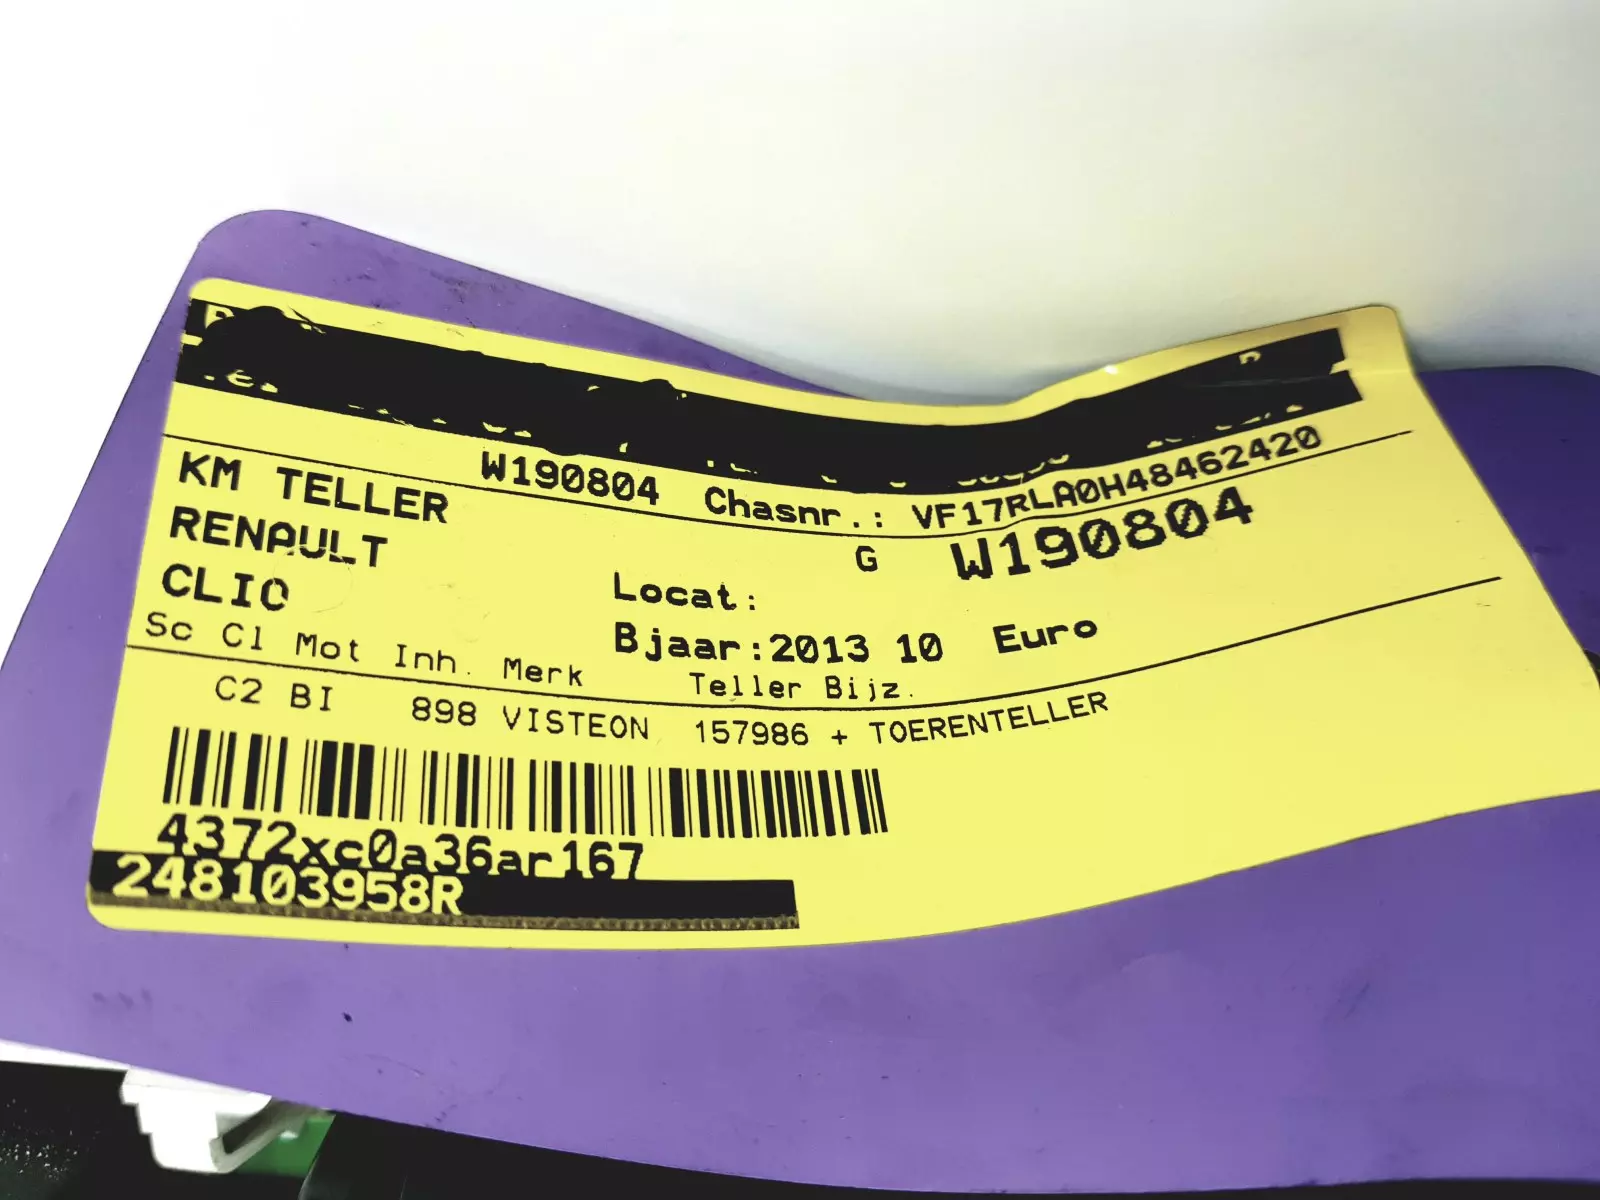 W190804 Chasnr.: VF17RLA0H48462420
KM TELLER
G W190804
RENAULT
Locat:
CLIO
Bjaar:2013 10 Euro
Sc Cl Mot Inh. Merk Teller Bijz.
C2 BI 898 VISTEON 157986 + TOERENTELLER
4372xc0a36ar167
248103958R